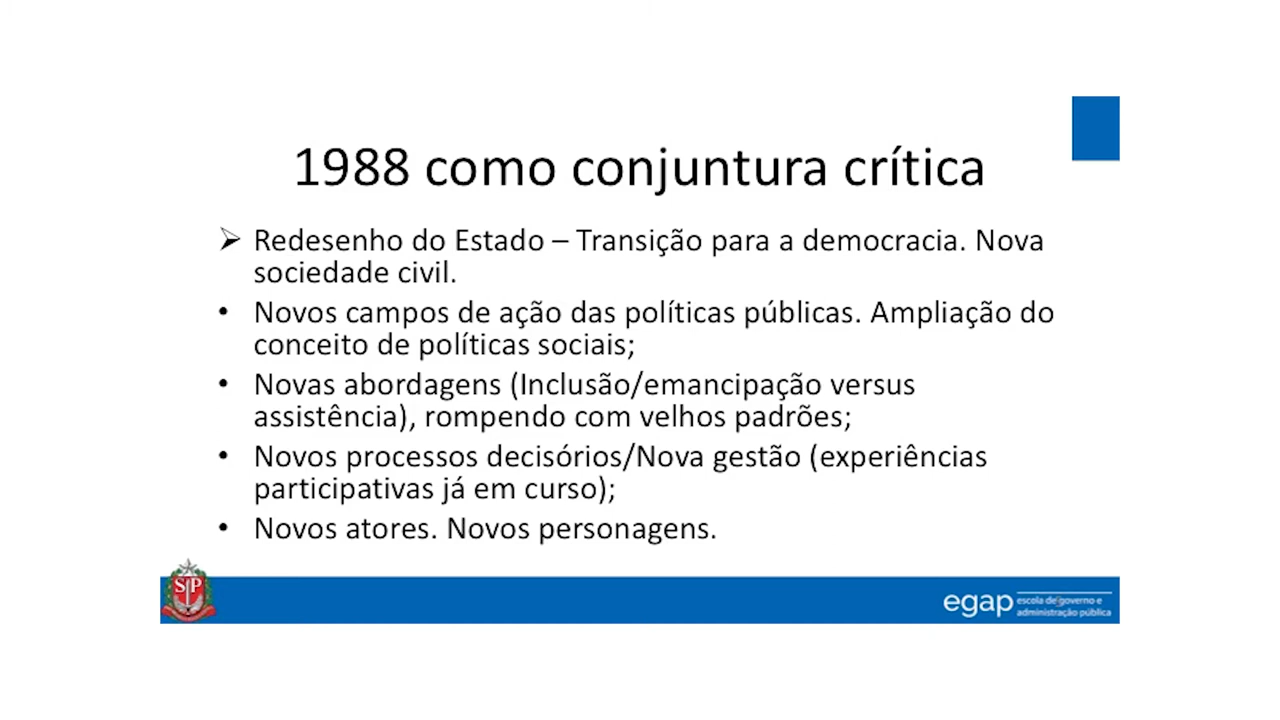 1988 como conjuntura crítica
➢ Redesenho do Estado – Transição para a democracia. Nova
sociedade civil.
• Novos campos de ação das políticas públicas. Ampliação do
conceito de políticas sociais;
• Novas abordagens (Inclusão/emancipação versus
assistência), rompendo com velhos padrões;
• Novos processos decisórios/Nova gestão (experiências
participativas já em curso);
• Novos atores. Novos personagens.
SP
egap escola de governo e
administração pública